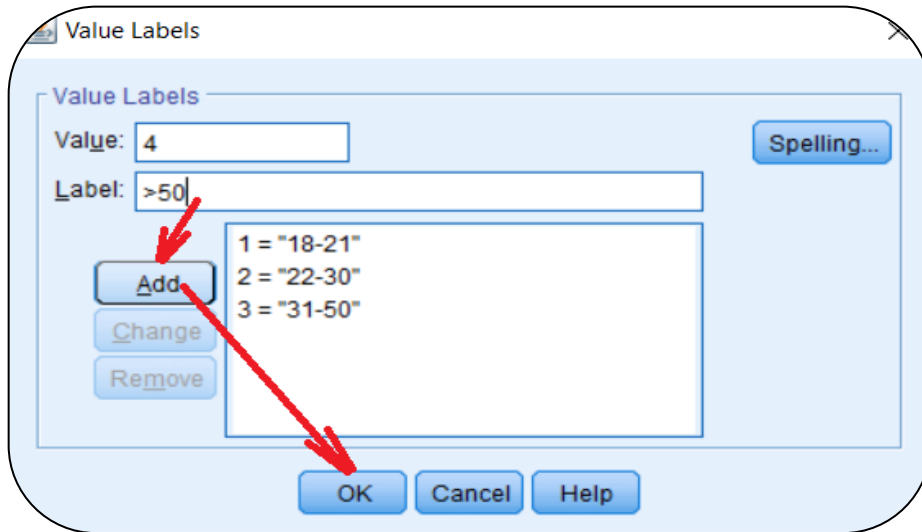 Value Labels
Value Labels
Value: 4
Spelling...
Label: >50
1 = "18-21"
2 = "22-30"
3 = "31-50"
Add
Change
Remove
OK Cancel Help